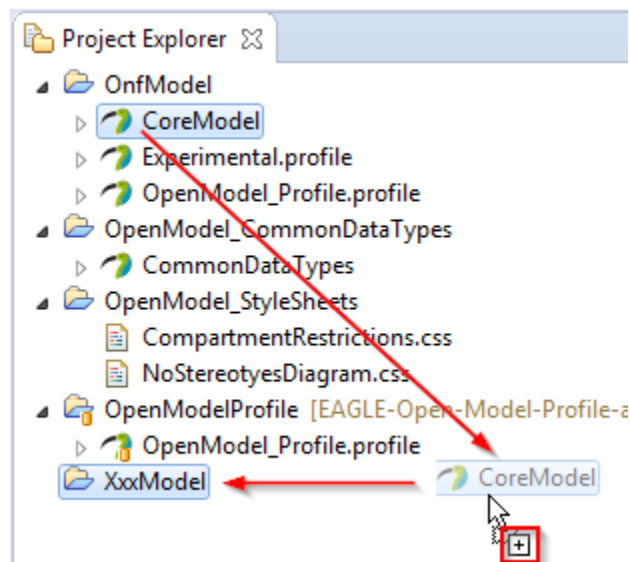 Project Explorer
OnfModel
CoreModel
Experimental.profile
OpenModel_Profile.profile
OpenModel_CommonDataTypes
CommonDataTypes
OpenModel_StyleSheets
CompartmentRestrictions.css
NoStereotyesDiagram.css
OpenModelProfile [EAGLE-Open-Model-Profile-a
OpenModel_Profile.profile
XxxModel
CoreModel